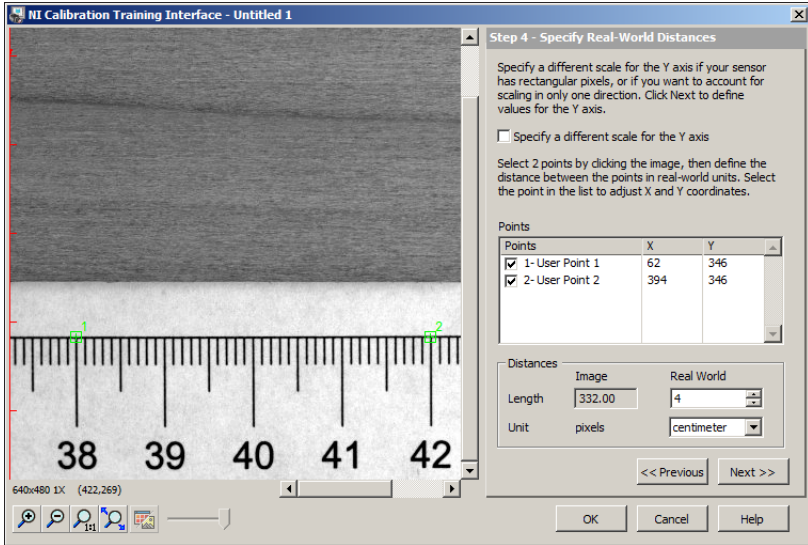 NI Calibration Training Interface - Untitled 1
Step 4 - Specify Real-World Distances
Specify a different scale for the Y axis if your sensor
has rectangular pixels, or if you want to account for
scaling in only one direction. Click Next to define
values for the Y axis.
Specify a different scale for the Y axis
Select 2 points by clicking the image, then define the
distance between the points in real-world units. Select
the point in the list to adjust X and Y coordinates.
Points
Points X Y
1- User Point 1 62 346
2- User Point 2 394 346
1 2
38 39 40 41 42
Distances
Image Real World
Length 332.00 4
Unit pixels centimeter
<< Previous Next >>
640x480 1X (422,269)
1:1
OK Cancel Help